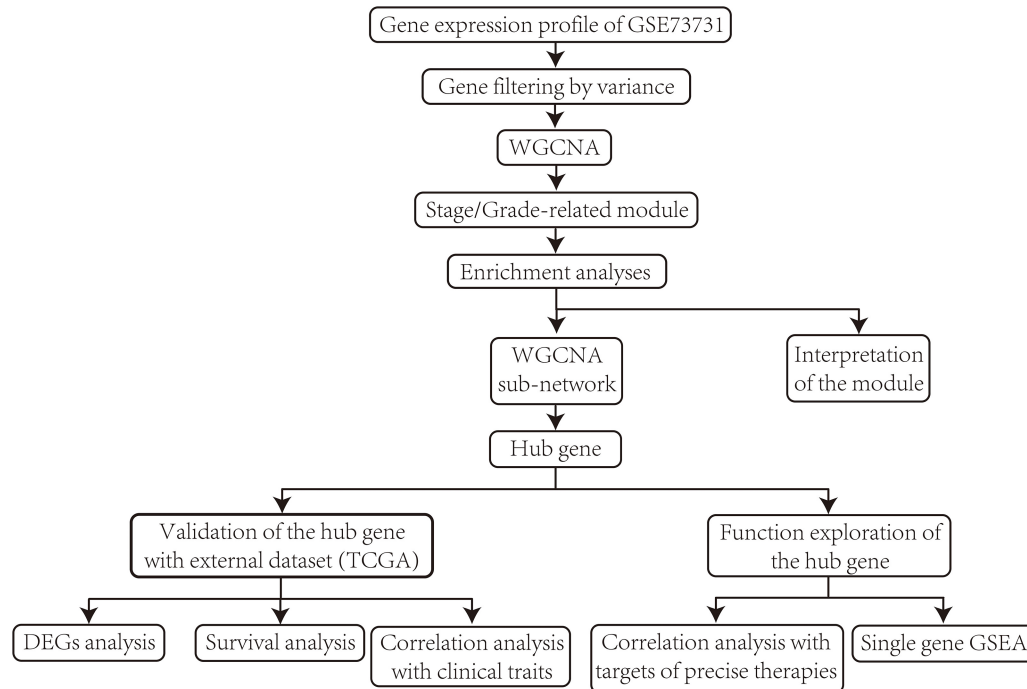 Gene expression profile of GSE73731
Gene filtering by variance
WGCNA
Stage/Grade-related module
Enrichment analyses
WGCNA
sub-network
Interpretation
of the module
Hub gene
Validation of the hub gene
with external dataset (TCGA)
Function exploration of
the hub gene
DEGs analysis
Survival analysis
Correlation analysis
with clinical traits
Correlation analysis with
targets of precise therapies
Single gene GSEA